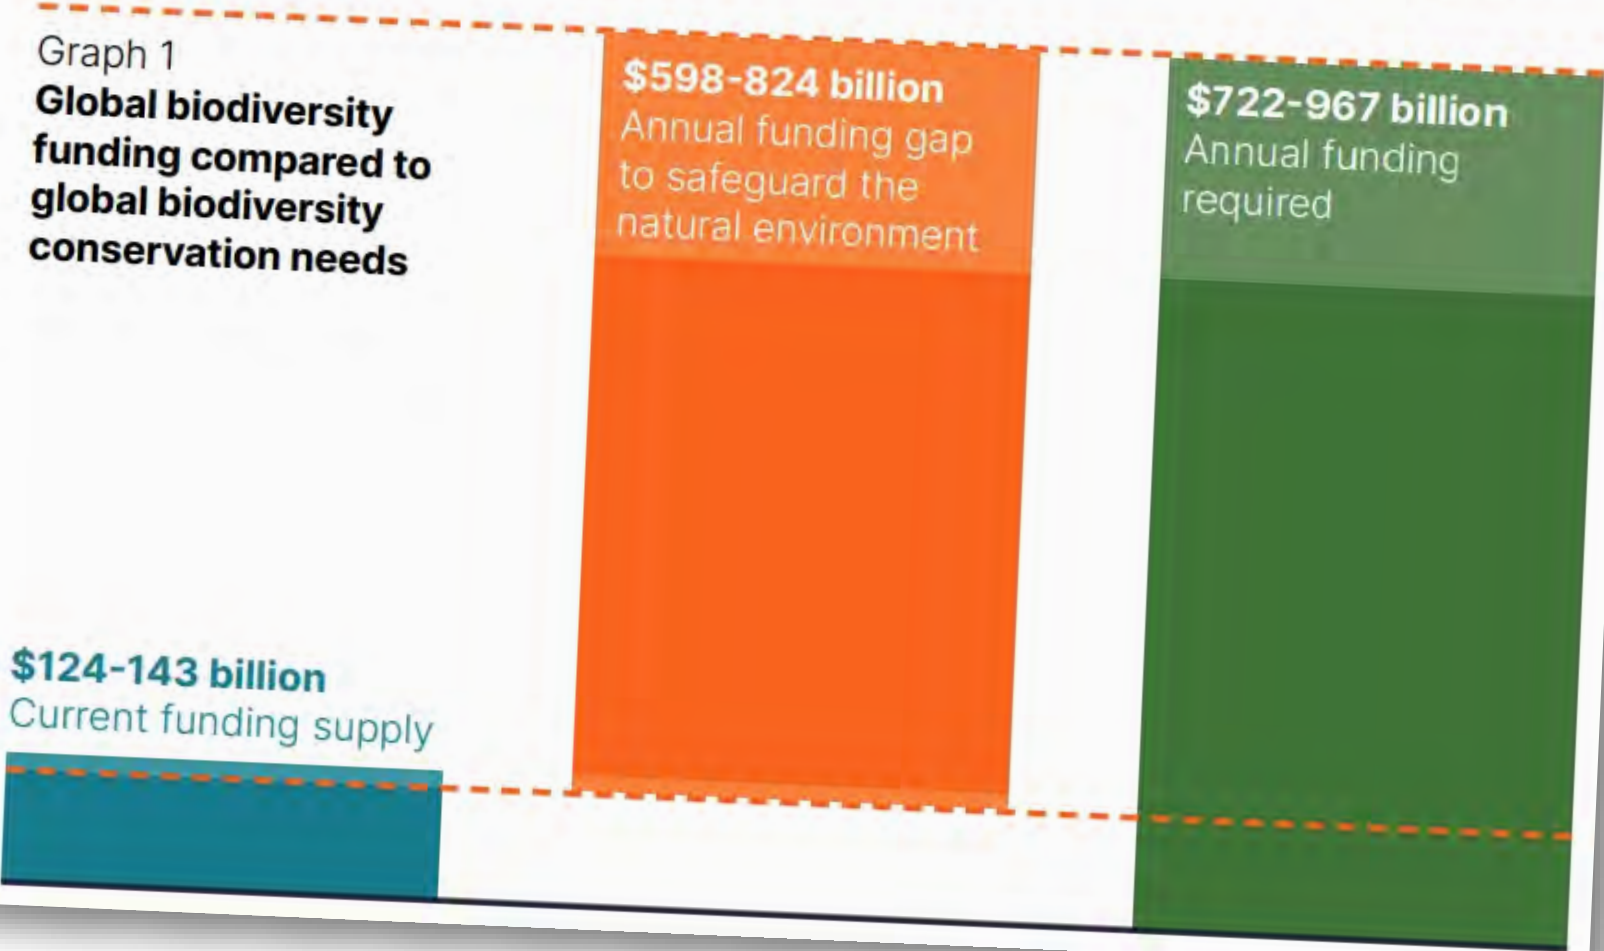 Graph 1
Global biodiversity
funding compared to
global biodiversity
conservation needs
$124-143 billion
Current funding supply
$598-824 billion
Annual funding gap
to safeguard the
natural environment
$722-967 billion
Annual funding
required